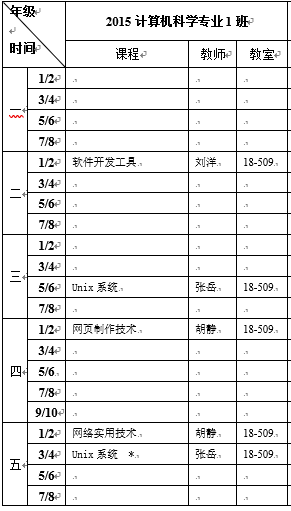 年级
时间
2015 计算机科学专业 1 班
课程 教师 教室
一
1/2
3/4
5/6
7/8
二
1/2 软件开发工具 刘洋 18-509
3/4
5/6
7/8
三
1/2
3/4
5/6 Unix 系统 张岳 18-509
7/8
四
1/2 网页制作技术 胡静 18-509
3/4
5/6
7/8
9/10
五
1/2 网络实用技术 胡静 18-509
3/4 Unix 系统 * 张岳 18-509
5/6
7/8